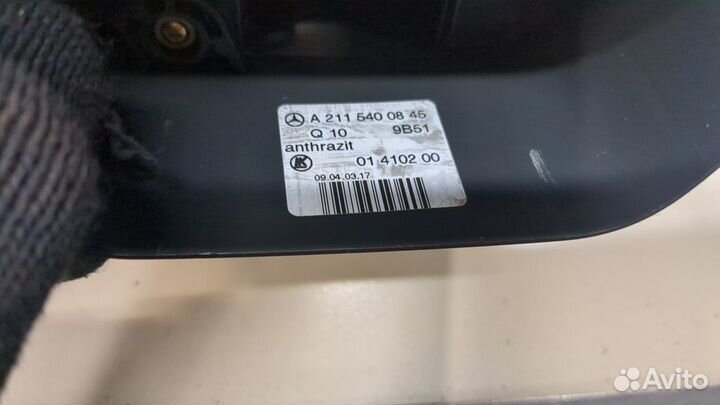 A 211 540 08 45
Q 10 9B51
anthrazit
K 01 4102 00
09.04.03.17
Avito